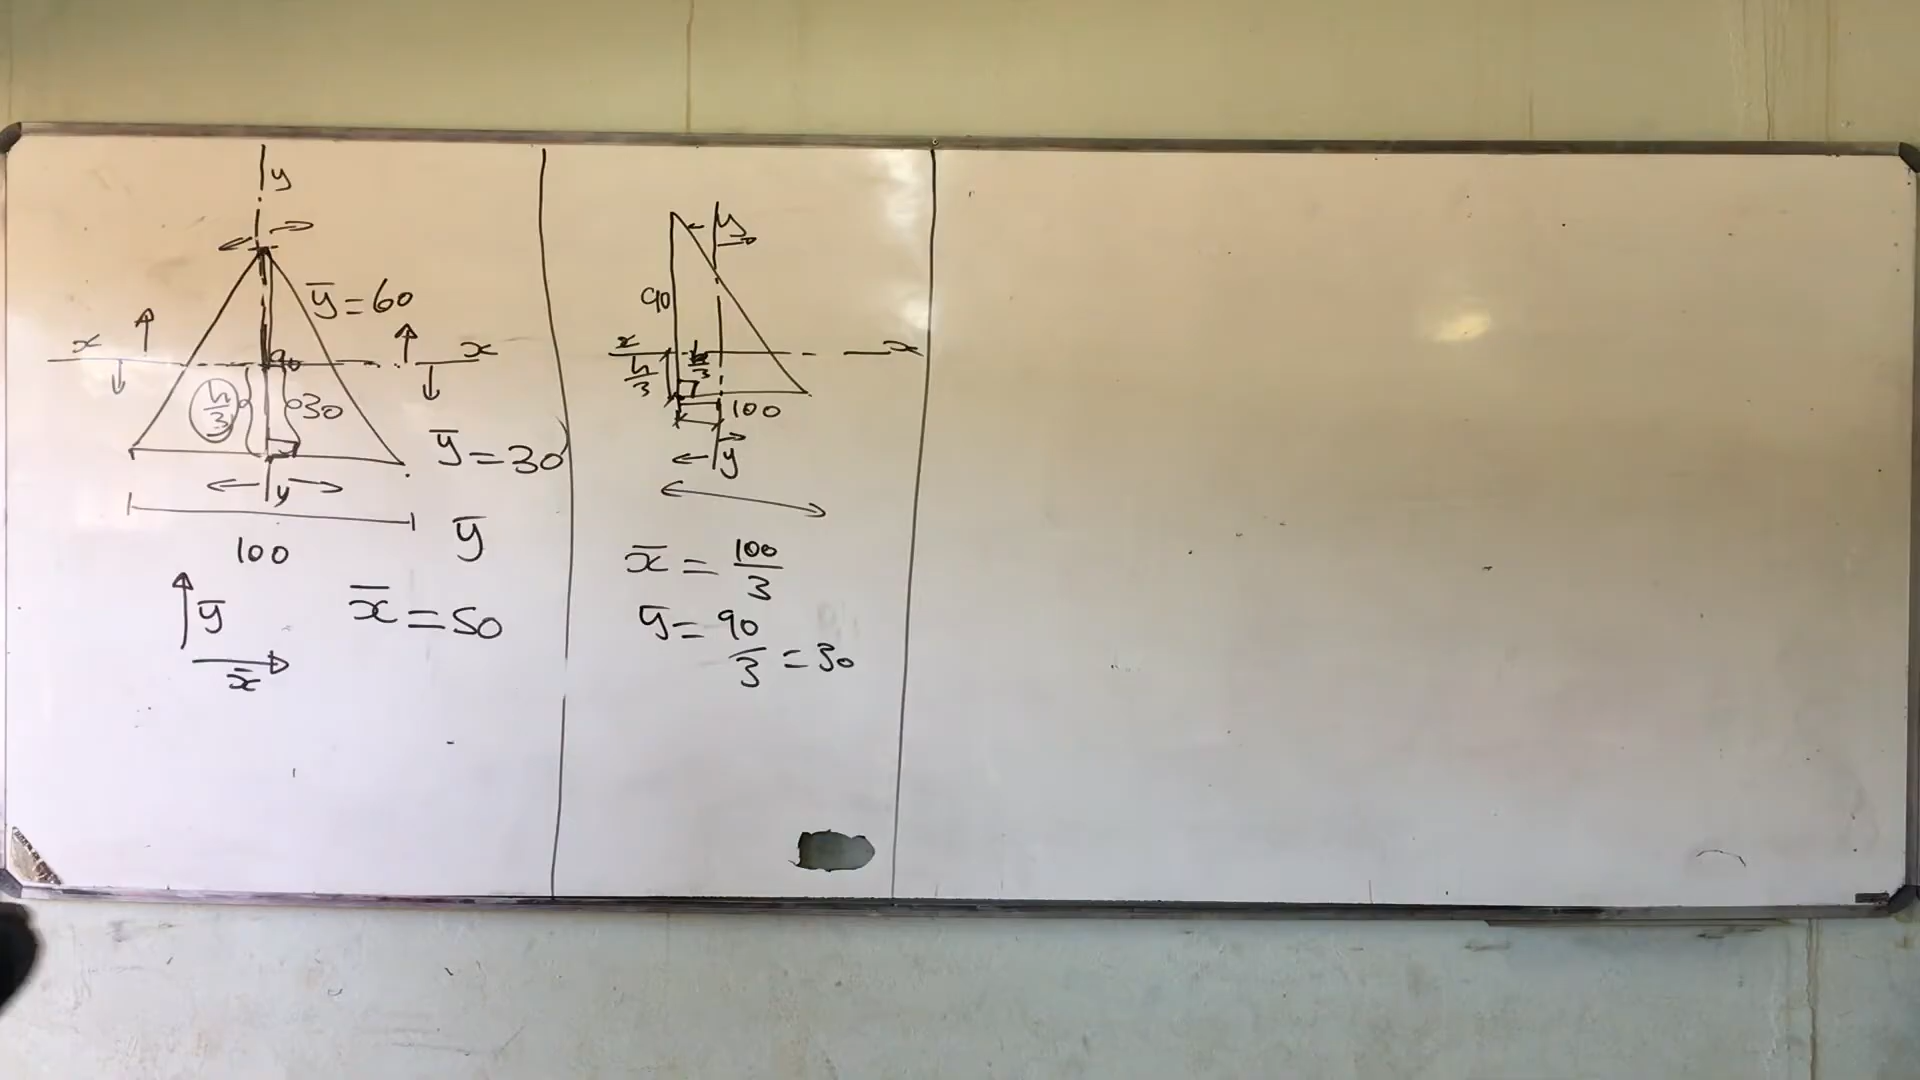 y
ȳ = 60
x x
90
h/3 30
ȳ = 30
y
100 ȳ
ȳ x̄ = 50
x̄
y
90
x x
h/3 h/3
100
y
x̄ = 100/3
ȳ = 90/3 = 30